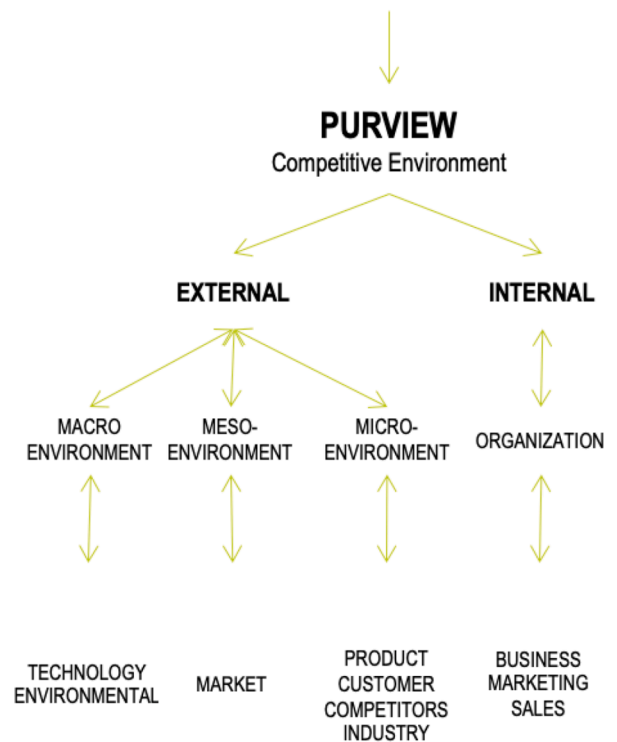 PURVIEW
Competitive Environment
EXTERNAL
INTERNAL
MACRO
ENVIRONMENT
MESO-
ENVIRONMENT
MICRO-
ENVIRONMENT
ORGANIZATION
TECHNOLOGY
ENVIRONMENTAL
MARKET
PRODUCT
CUSTOMER
COMPETITORS
INDUSTRY
BUSINESS
MARKETING
SALES